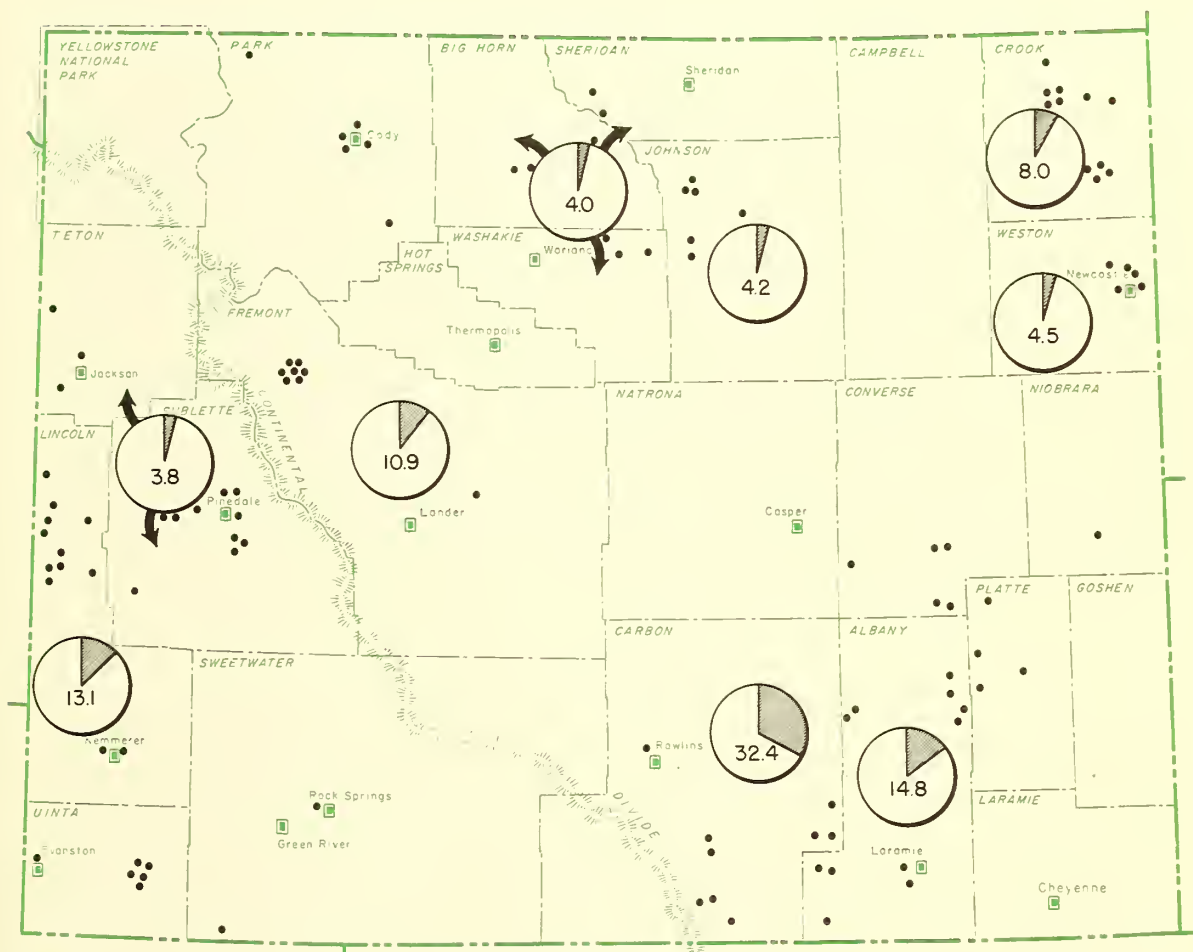 YELLOWSTONE
NATIONAL
PARK
PARK
BIG HORN
SHERIDAN
CAMPBELL
CROOK
Sheridan
Cody
JOHNSON
4.0
8.0
TETON
WASHAKIE
HOT
SPRINGS
WESTON
Newcastle
4.2
4.5
FREMONT
Thermopolis
Jackson
SUBLETTE
CONTINENTAL
NATRONA
CONVERSE
NIOBRARA
LINCOLN
3.8
10.9
Pinedale
Lander
Casper
PLATTE
GOSHEN
CARBON
ALBANY
SWEETWATER
13.1
Kemmerer
Rawlins
32.4
14.8
DIVIDE
Rock Springs
Green River
LARAMIE
UINTA
Evanston
Laramie
Cheyenne